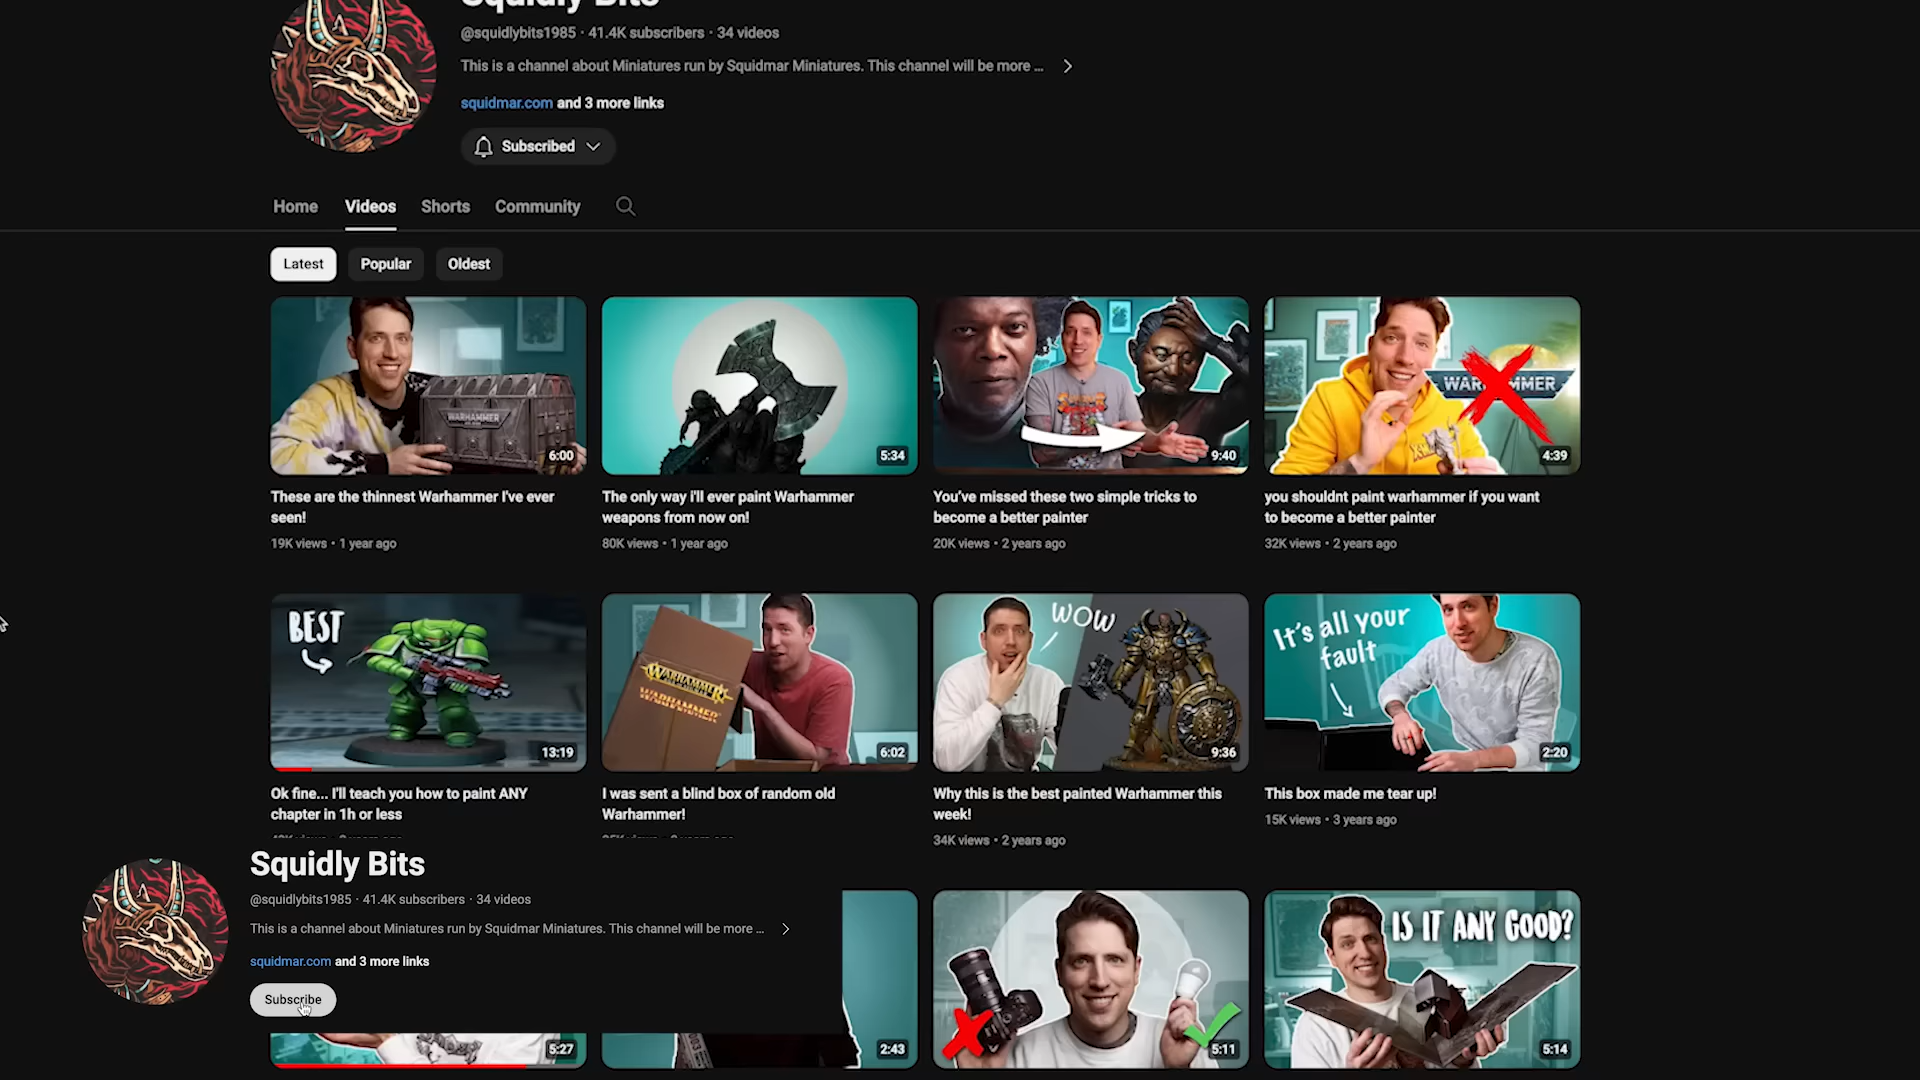 Squidly Bits
@squidlybits1985 · 41.4K subscribers · 34 videos
This is a channel about Miniatures run by Squidmar Miniatures. This channel will be more ...
squidmar.com and 3 more links
Subscribed
Home Videos Shorts Community
Latest Popular Oldest
WARHAMMER
6:00
5:34
9:40
WARHAMMER
4:39
These are the thinnest Warhammer I've ever
seen!
19K views • 1 year ago
The only way i'll ever paint Warhammer
weapons from now on!
80K views • 1 year ago
You've missed these two simple tricks to
become a better painter
20K views • 2 years ago
you shouldnt paint warhammer if you want
to become a better painter
32K views • 2 years ago
BEST
13:19
WARHAMMER
WARHAMMER
6:02
WOW
9:36
It's all your
fault
2:20
Ok fine... I'll teach you how to paint ANY
chapter in 1h or less
I was sent a blind box of random old
Warhammer!
Why this is the best painted Warhammer this
week!
34K views • 2 years ago
This box made me tear up!
15K views • 3 years ago
Squidly Bits
@squidlybits1985 · 41.4K subscribers · 34 videos
This is a channel about Miniatures run by Squidmar Miniatures. This channel will be more ...
squidmar.com and 3 more links
Subscribe
5:27
2:43
5:11
IS IT ANY GOOD?
5:14